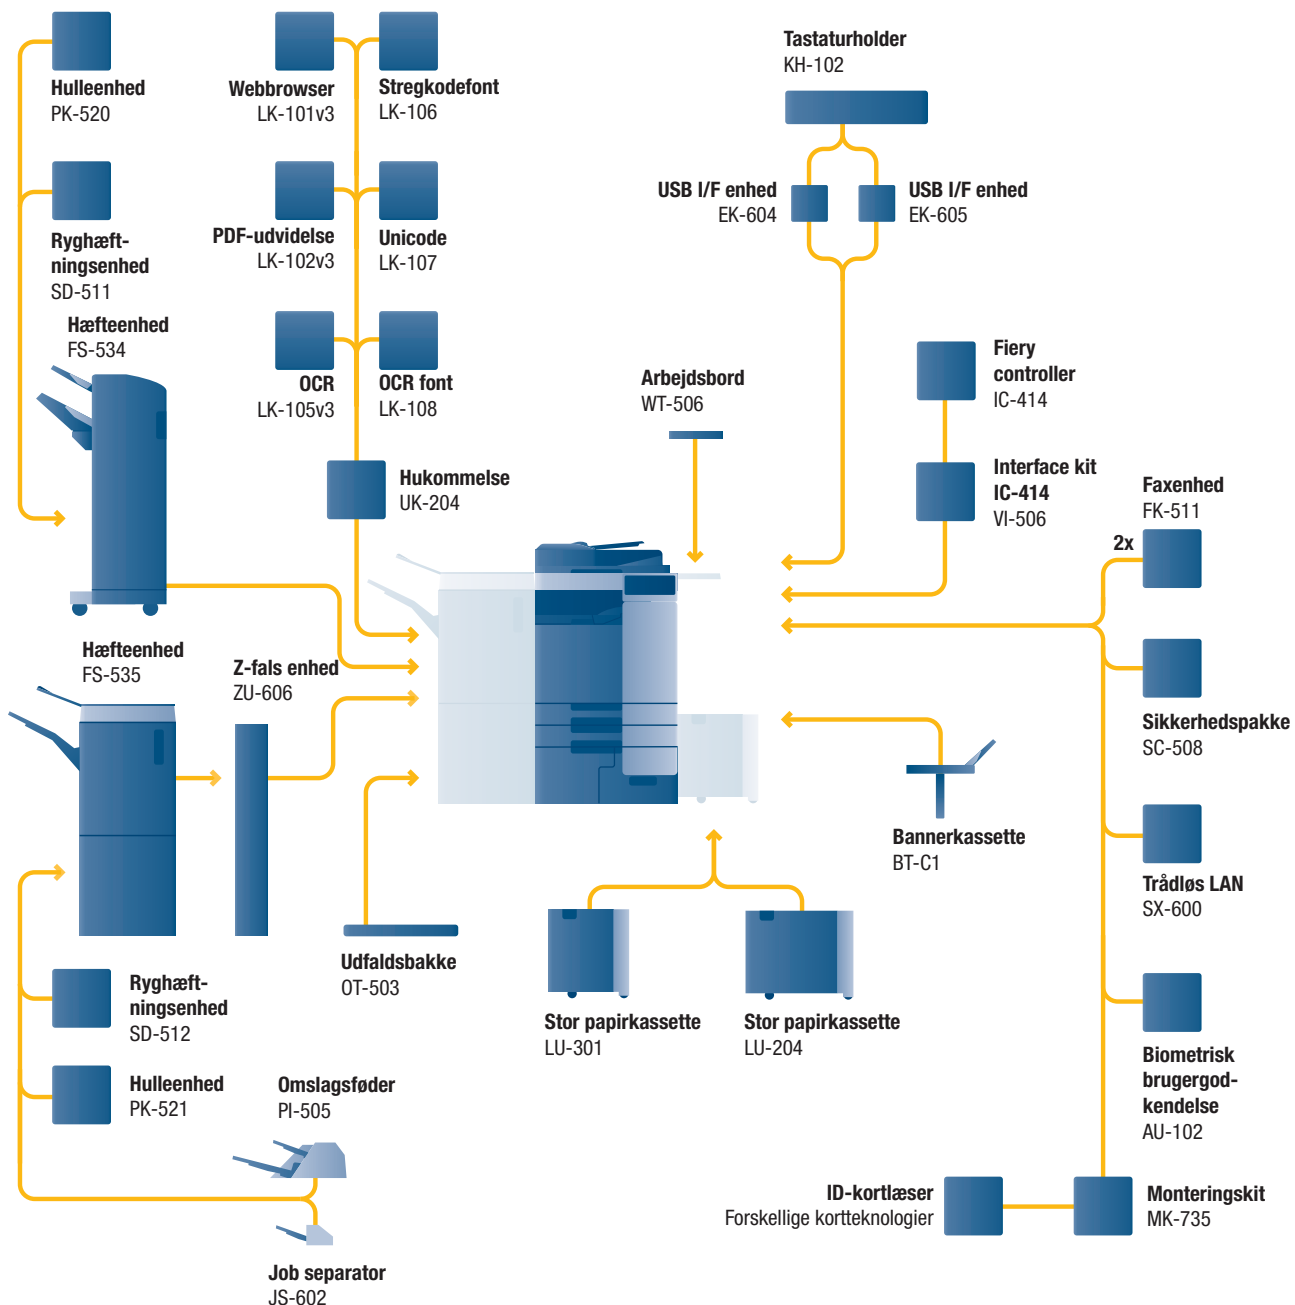 Hulleenhed
PK-520
Webbrowser
LK-101v3
Stregkodefont
LK-106
Tastaturholder
KH-102
USB I/F enhed
EK-604
USB I/F enhed
EK-605
Ryghæft-
ningsenhed
SD-511
PDF-udvidelse
LK-102v3
Unicode
LK-107
Hæfteenhed
FS-534
OCR
LK-105v3
OCR font
LK-108
Arbejdsbord
WT-506
Fiery
controller
IC-414
Hukommelse
UK-204
Interface kit
IC-414
VI-506
Faxenhed
FK-511
2x
Hæfteenhed
FS-535
Z-fals enhed
ZU-606
Sikkerhedspakke
SC-508
Bannerkassette
BT-C1
Trådløs LAN
SX-600
Udfaldsbakke
OT-503
Ryghæft-
ningsenhed
SD-512
Stor papirkassette
LU-301
Stor papirkassette
LU-204
Biometrisk
brugergod-
kendelse
AU-102
Hulleenhed
PK-521
Omslagsføder
PI-505
ID-kortlæser
Forskellige kortteknologier
Monteringskit
MK-735
Job separator
JS-602